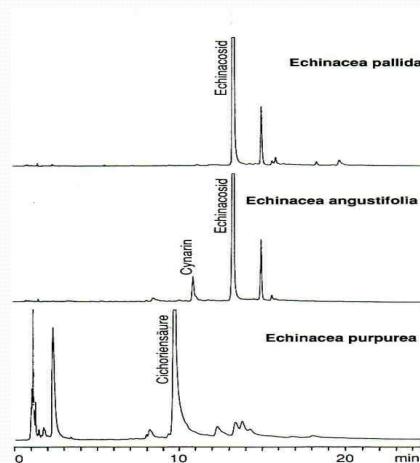 Echinacea pallida
Echinacosid
Echinacea angustifolia
Echinacosid
Cynarin
Echinacea purpurea
Cichoriensäure
0 10 20 min